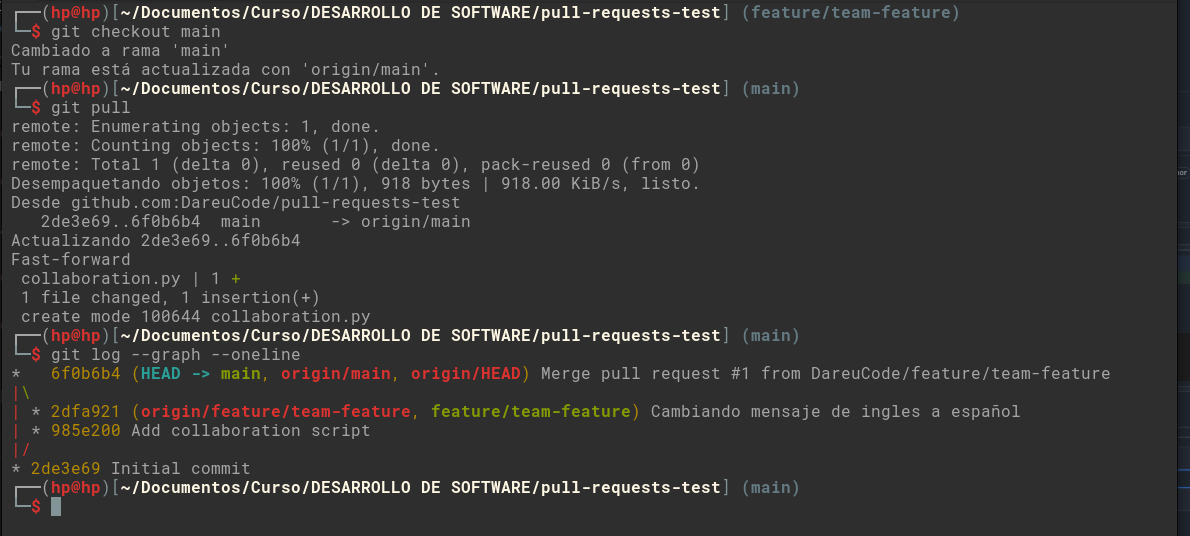 ┌──(hp@hp)[~/Documentos/Curso/DESARROLLO DE SOFTWARE/pull-requests-test] (feature/team-feature)
└─$ git checkout main
Cambiado a rama 'main'
Tu rama está actualizada con 'origin/main'.
┌──(hp@hp)[~/Documentos/Curso/DESARROLLO DE SOFTWARE/pull-requests-test] (main)
└─$ git pull
remote: Enumerating objects: 1, done.
remote: Counting objects: 100% (1/1), done.
remote: Total 1 (delta 0), reused 0 (delta 0), pack-reused 0 (from 0)
Desempaquetando objetos: 100% (1/1), 918 bytes | 918.00 KiB/s, listo.
Desde github.com:DareuCode/pull-requests-test
   2de3e69..6f0b6b4  main       -> origin/main
Actualizando 2de3e69..6f0b6b4
Fast-forward
 collaboration.py | 1 +
 1 file changed, 1 insertion(+)
 create mode 100644 collaboration.py
┌──(hp@hp)[~/Documentos/Curso/DESARROLLO DE SOFTWARE/pull-requests-test] (main)
└─$ git log --graph --oneline
*   6f0b6b4 (HEAD -> main, origin/main, origin/HEAD) Merge pull request #1 from DareuCode/feature/team-feature
|\
| * 2dfa921 (origin/feature/team-feature, feature/team-feature) Cambiando mensaje de ingles a español
| * 985e200 Add collaboration script
|/
* 2de3e69 Initial commit
┌──(hp@hp)[~/Documentos/Curso/DESARROLLO DE SOFTWARE/pull-requests-test] (main)
└─$